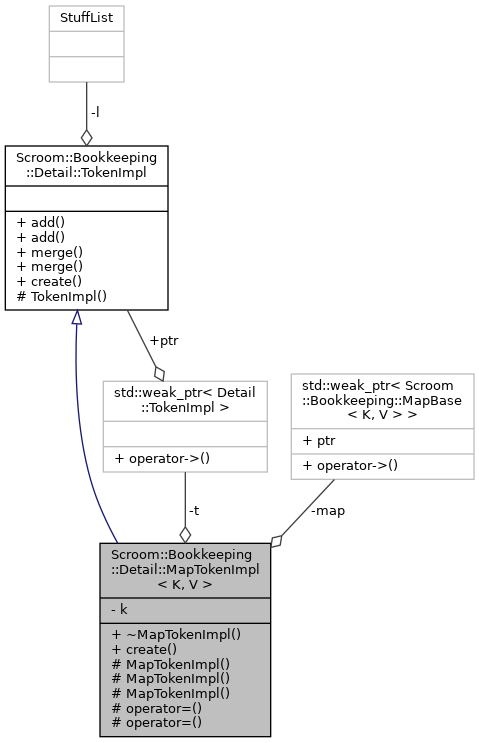 StuffList
-l
Scroom::Bookkeeping
::Detail::TokenImpl
+ add()
+ add()
+ merge()
+ merge()
+ create()
# TokenImpl()
+ptr
std::weak_ptr< Detail
::TokenImpl >
+ operator->()
std::weak_ptr< Scroom
::Bookkeeping::MapBase
< K, V > >
+ ptr
+ operator->()
-t
-map
Scroom::Bookkeeping
::Detail::MapTokenImpl
< K, V >
- k
+ ~MapTokenImpl()
+ create()
# MapTokenImpl()
# MapTokenImpl()
# MapTokenImpl()
# operator=()
# operator=()